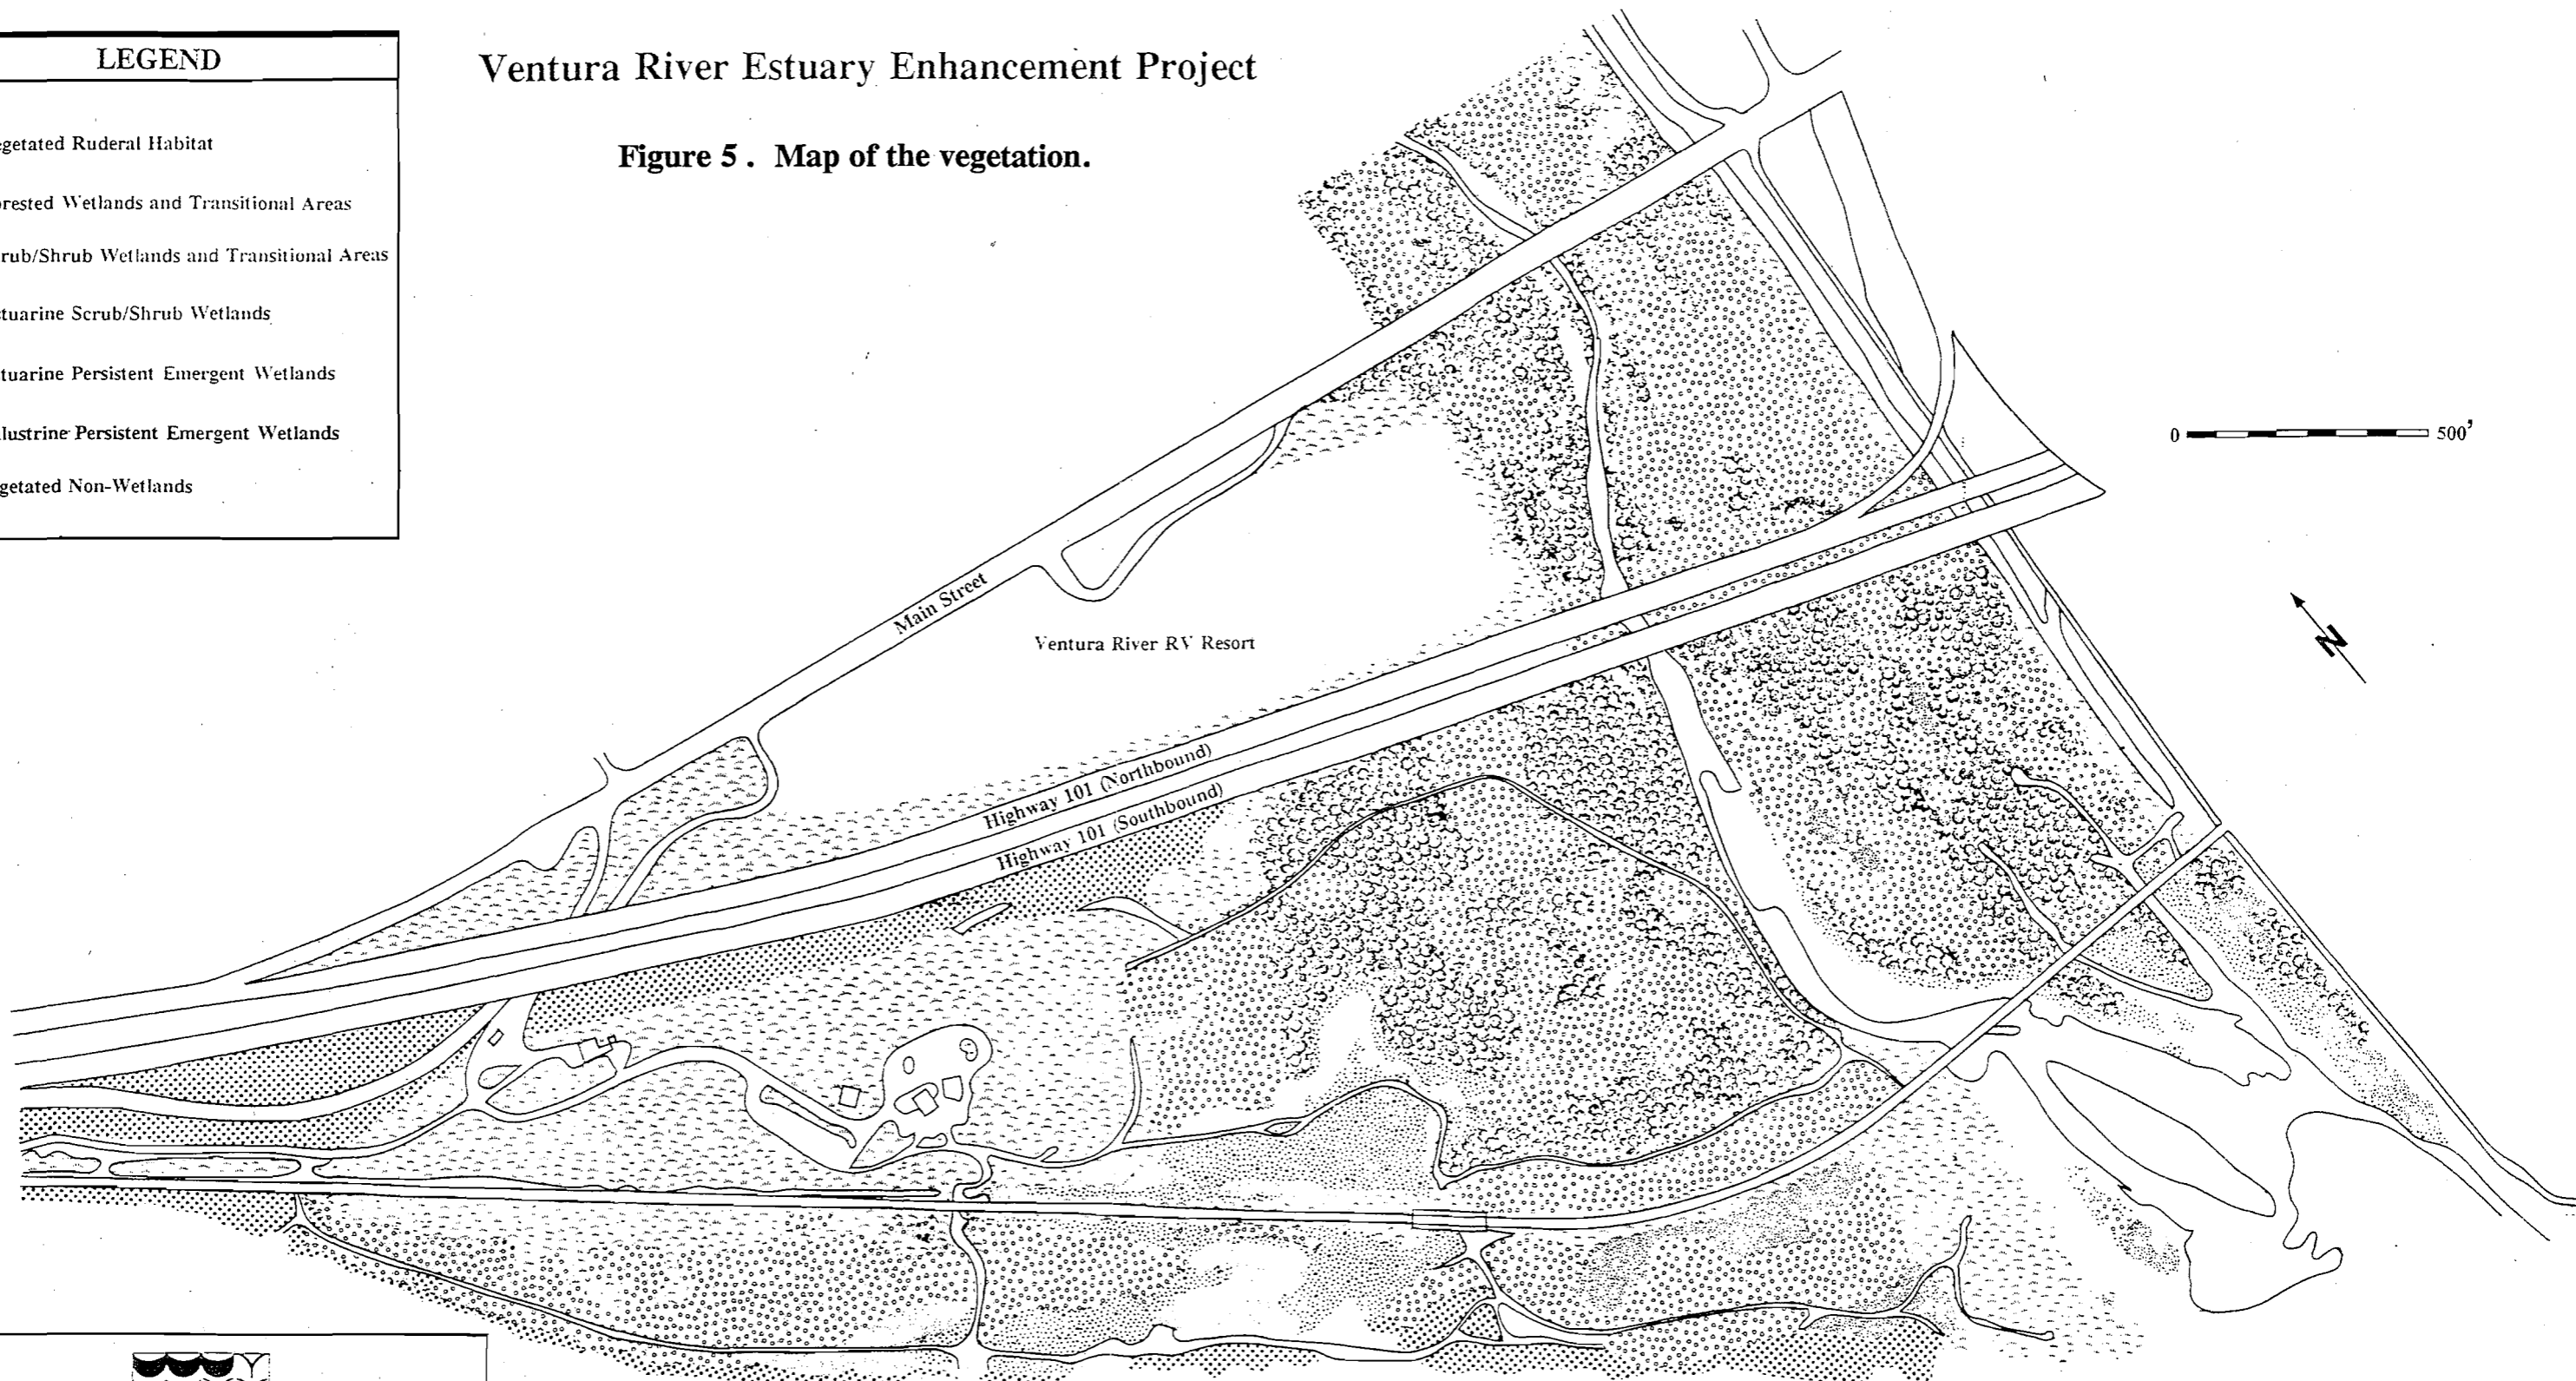 LEGEND
getated Ruderal Habitat
rested Wetlands and Transitional Areas
rub/Shrub Wetlands and Transitional Areas
tuarine Scrub/Shrub Wetlands
tuarine Persistent Emergent Wetlands
lustrine Persistent Emergent Wetlands
getated Non-Wetlands
Ventura River Estuary Enhancement Project
Figure 5 . Map of the vegetation.
0 500'
N
Main Street
Ventura River RV Resort
Highway 101 (Northbound)
Highway 101 (Southbound)